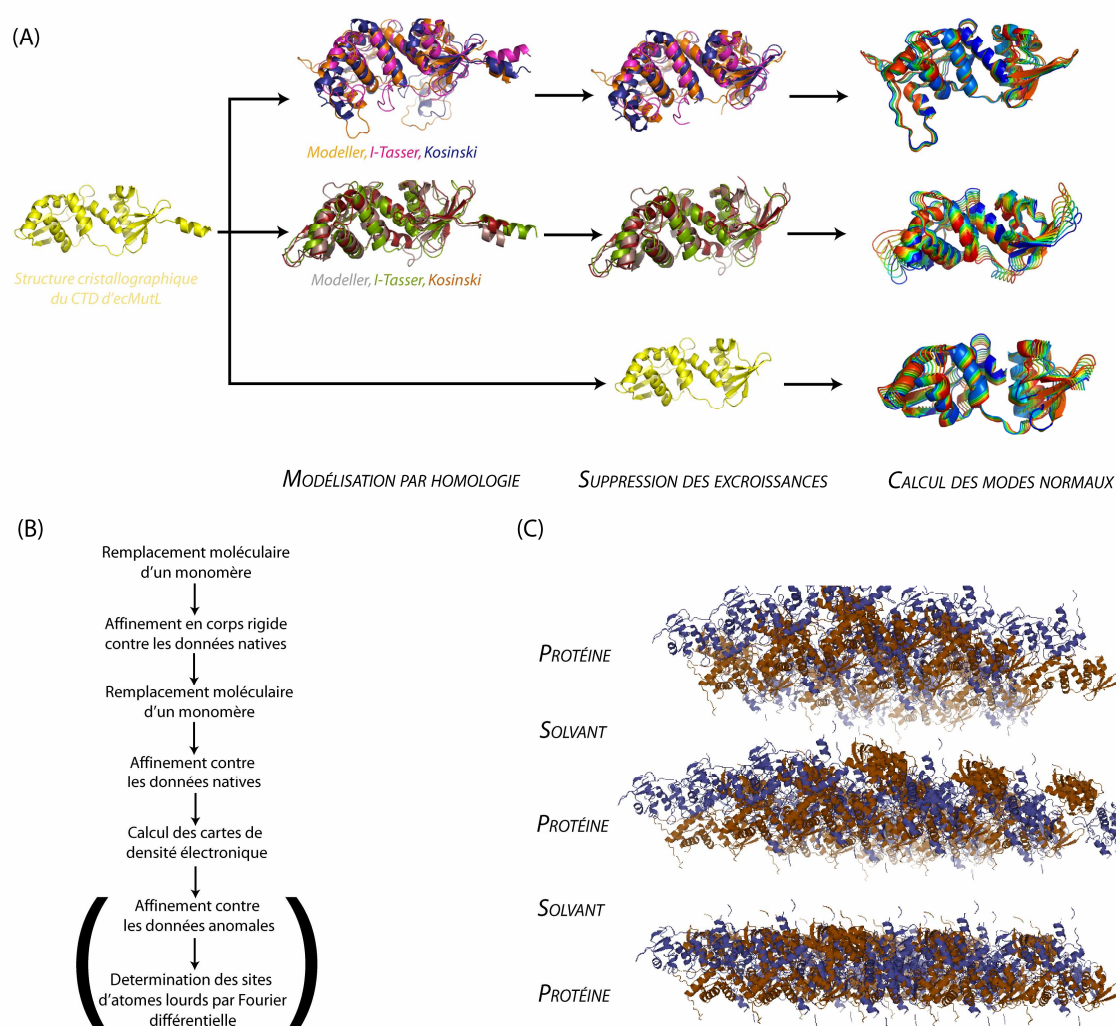 (A)
Modeller, I-Tasser, Kosinski
Structure cristallographique
du CTD d'ecMutL
Modeller, I-Tasser, Kosinski
MODÉLISATION PAR HOMOLOGIE
SUPPRESSION DES EXCROISSANCES
CALCUL DES MODES NORMAUX
(B)
Remplacement moléculaire
d'un monomère
Affinement en corps rigide
contre les données natives
Remplacement moléculaire
d'un monomère
Affinement contre
les données natives
Calcul des cartes de
densité électronique
Affinement contre
les données anomales
Determination des sites
d'atomes lourds par Fourier
différentielle
(C)
PROTÉINE
SOLVANT
PROTÉINE
SOLVANT
PROTÉINE